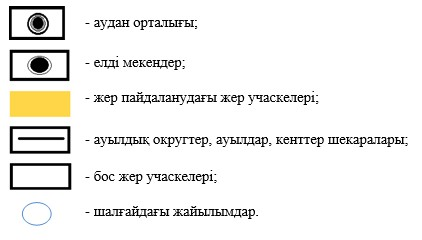 - аудан орталығы;
- елді мекендер;
- жер пайдаланудағы жер учаскелері;
- ауылдық округтер, ауылдар, кенттер шекаралары;
- бос жер учаскелері;
- шалғайдағы жайылымдар.